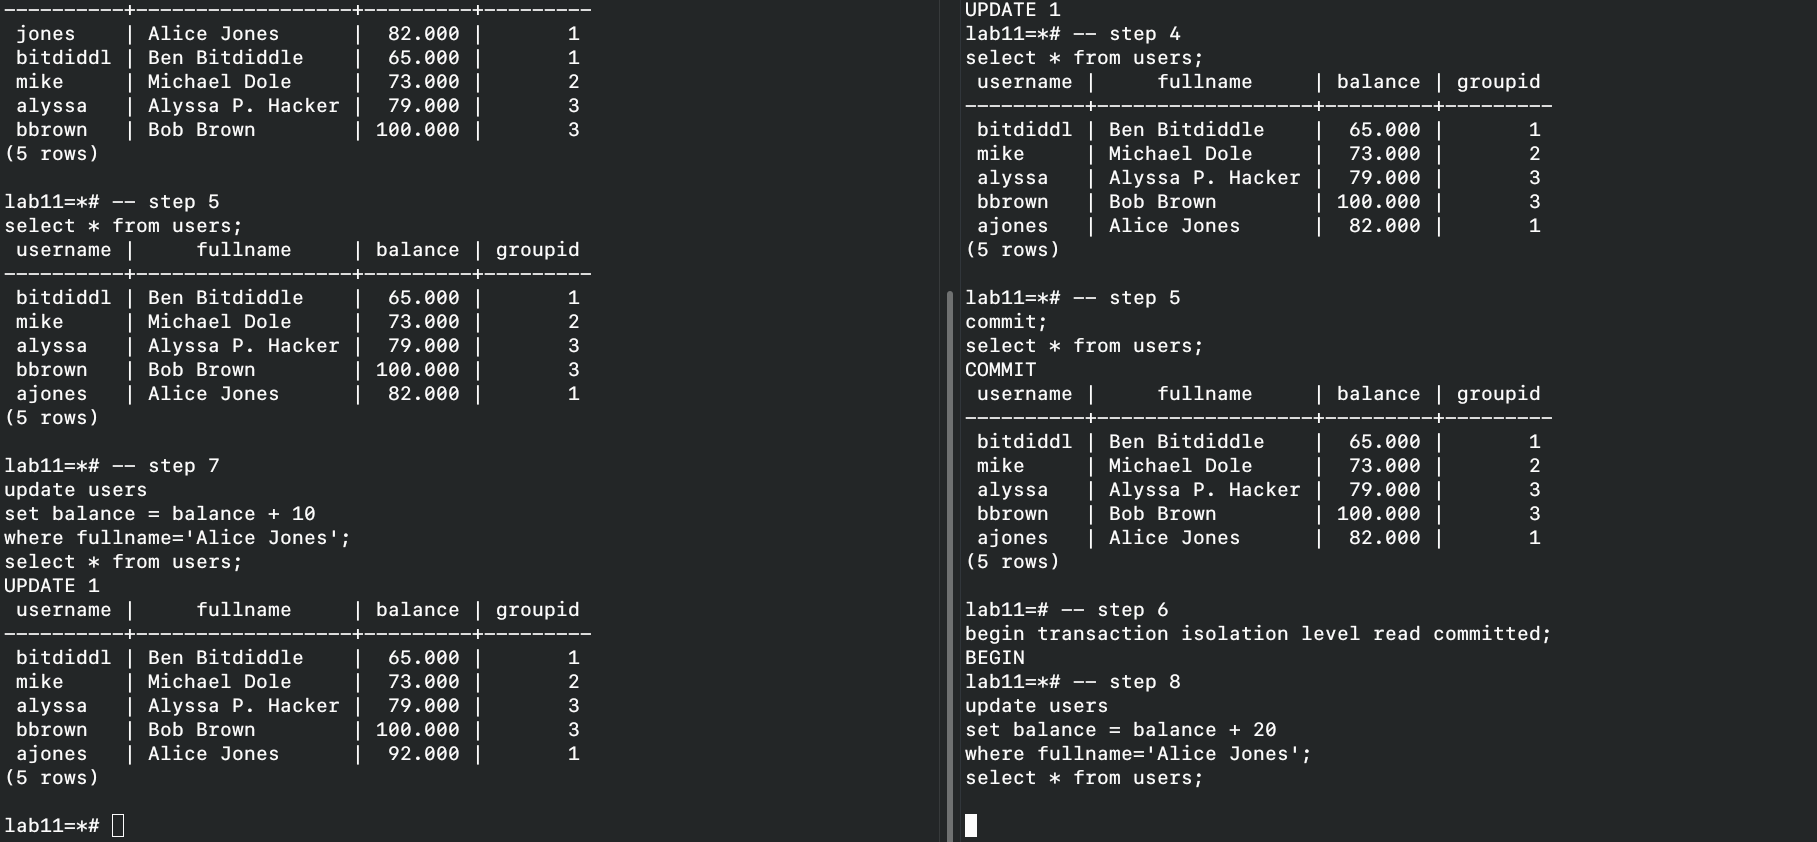 ----------+-------------------+---------+---------
 jones    | Alice Jones       |  82.000 |       1
 bitdiddl | Ben Bitdiddle     |  65.000 |       1
 mike     | Michael Dole      |  73.000 |       2
 alyssa   | Alyssa P. Hacker  |  79.000 |       3
 bbrown   | Bob Brown         | 100.000 |       3
(5 rows)

lab11=*# -- step 5
select * from users;
 username |     fullname     | balance | groupid
----------+------------------+---------+---------
 bitdiddl | Ben Bitdiddle    |  65.000 |       1
 mike     | Michael Dole     |  73.000 |       2
 alyssa   | Alyssa P. Hacker |  79.000 |       3
 bbrown   | Bob Brown        | 100.000 |       3
 ajones   | Alice Jones      |  82.000 |       1
(5 rows)

lab11=*# -- step 7
update users
set balance = balance + 10
where fullname='Alice Jones';
select * from users;
UPDATE 1
 username |     fullname     | balance | groupid
----------+------------------+---------+---------
 bitdiddl | Ben Bitdiddle    |  65.000 |       1
 mike     | Michael Dole     |  73.000 |       2
 alyssa   | Alyssa P. Hacker |  79.000 |       3
 bbrown   | Bob Brown        | 100.000 |       3
 ajones   | Alice Jones      |  92.000 |       1
(5 rows)

lab11=*#
UPDATE 1
lab11=*# -- step 4
select * from users;
 username |     fullname     | balance | groupid
----------+------------------+---------+---------
 bitdiddl | Ben Bitdiddle    |  65.000 |       1
 mike     | Michael Dole     |  73.000 |       2
 alyssa   | Alyssa P. Hacker |  79.000 |       3
 bbrown   | Bob Brown        | 100.000 |       3
 ajones   | Alice Jones      |  82.000 |       1
(5 rows)

lab11=*# -- step 5
commit;
select * from users;
COMMIT
 username |     fullname     | balance | groupid
----------+------------------+---------+---------
 bitdiddl | Ben Bitdiddle    |  65.000 |       1
 mike     | Michael Dole     |  73.000 |       2
 alyssa   | Alyssa P. Hacker |  79.000 |       3
 bbrown   | Bob Brown        | 100.000 |       3
 ajones   | Alice Jones      |  82.000 |       1
(5 rows)

lab11=# -- step 6
begin transaction isolation level read committed;
BEGIN
lab11=*# -- step 8
update users
set balance = balance + 20
where fullname='Alice Jones';
select * from users;